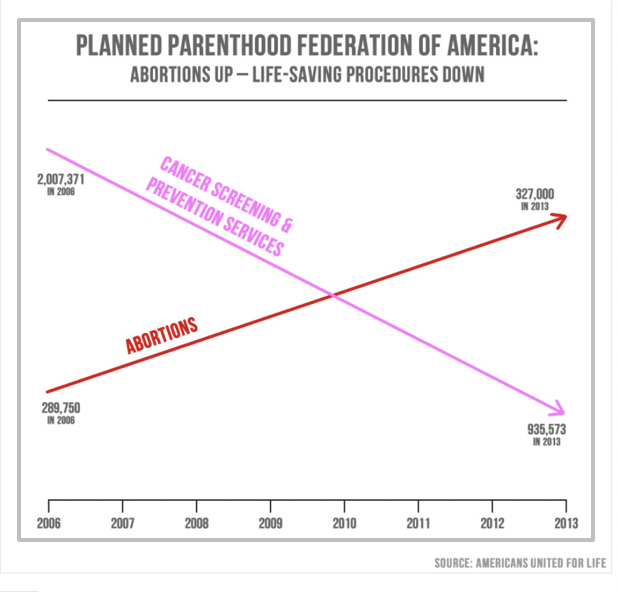 PLANNED PARENTHOOD FEDERATION OF AMERICA:
ABORTIONS UP – LIFE-SAVING PROCEDURES DOWN
2,007,371
IN 2006
CANCER SCREENING &
PREVENTION SERVICES
327,000
IN 2013
ABORTIONS
289,750
IN 2006
935,573
IN 2013
2006 2007 2008 2009 2010 2011 2012 2013
SOURCE: AMERICANS UNITED FOR LIFE